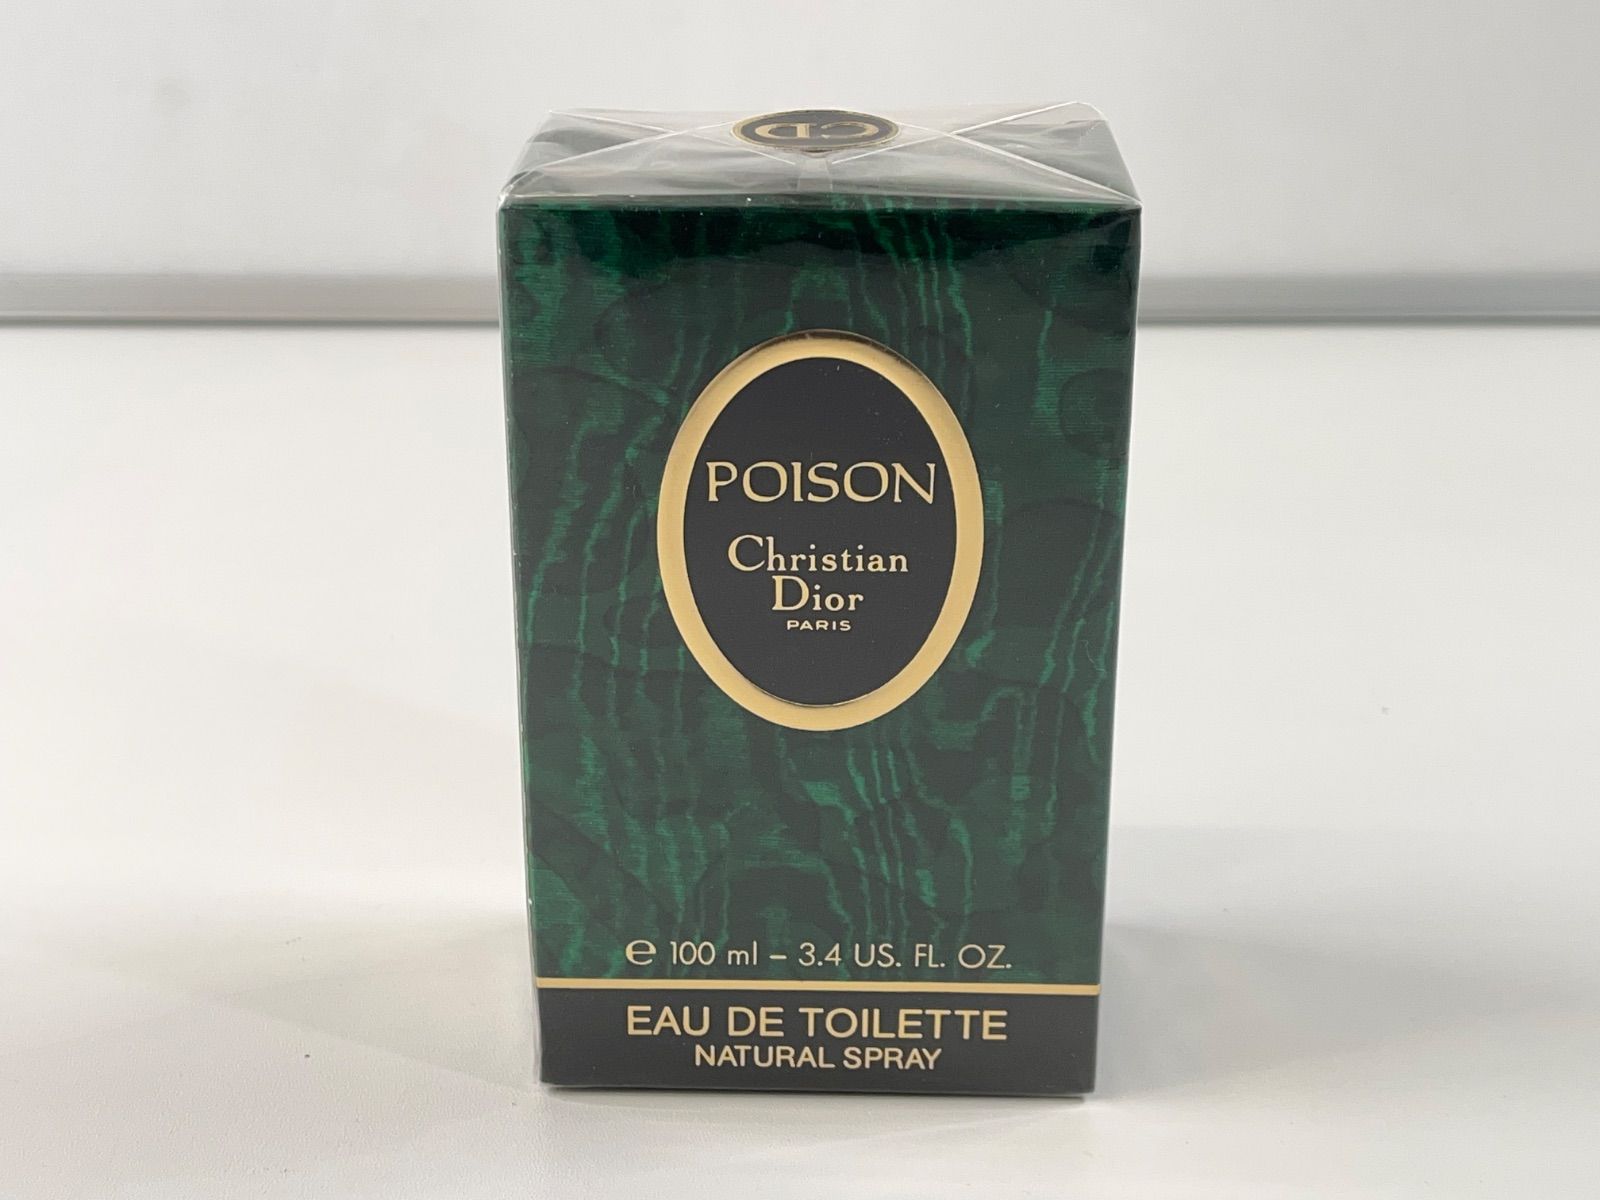 CD
POISON
Christian
Dior
PARIS
e 100 ml – 3.4 US. FL. OZ.
EAU DE TOILETTE
NATURAL SPRAY